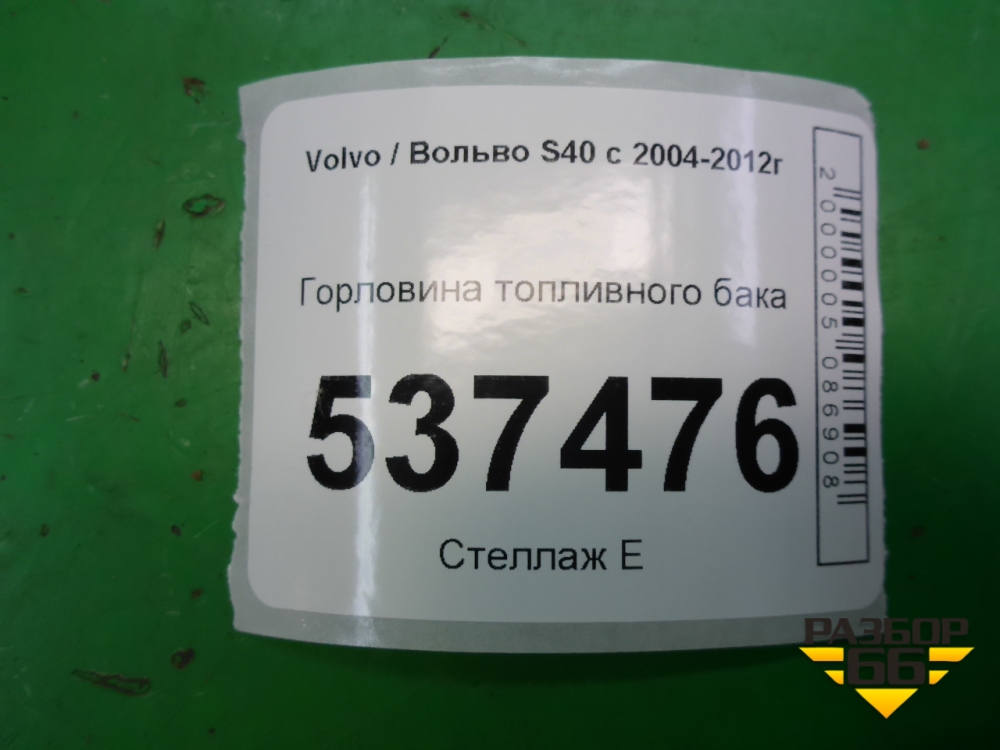 Volvo / Вольво S40 с 2004-2012г
Горловина топливного бака
537476
Стеллаж Е
2000005086908
РАЗБОР
66